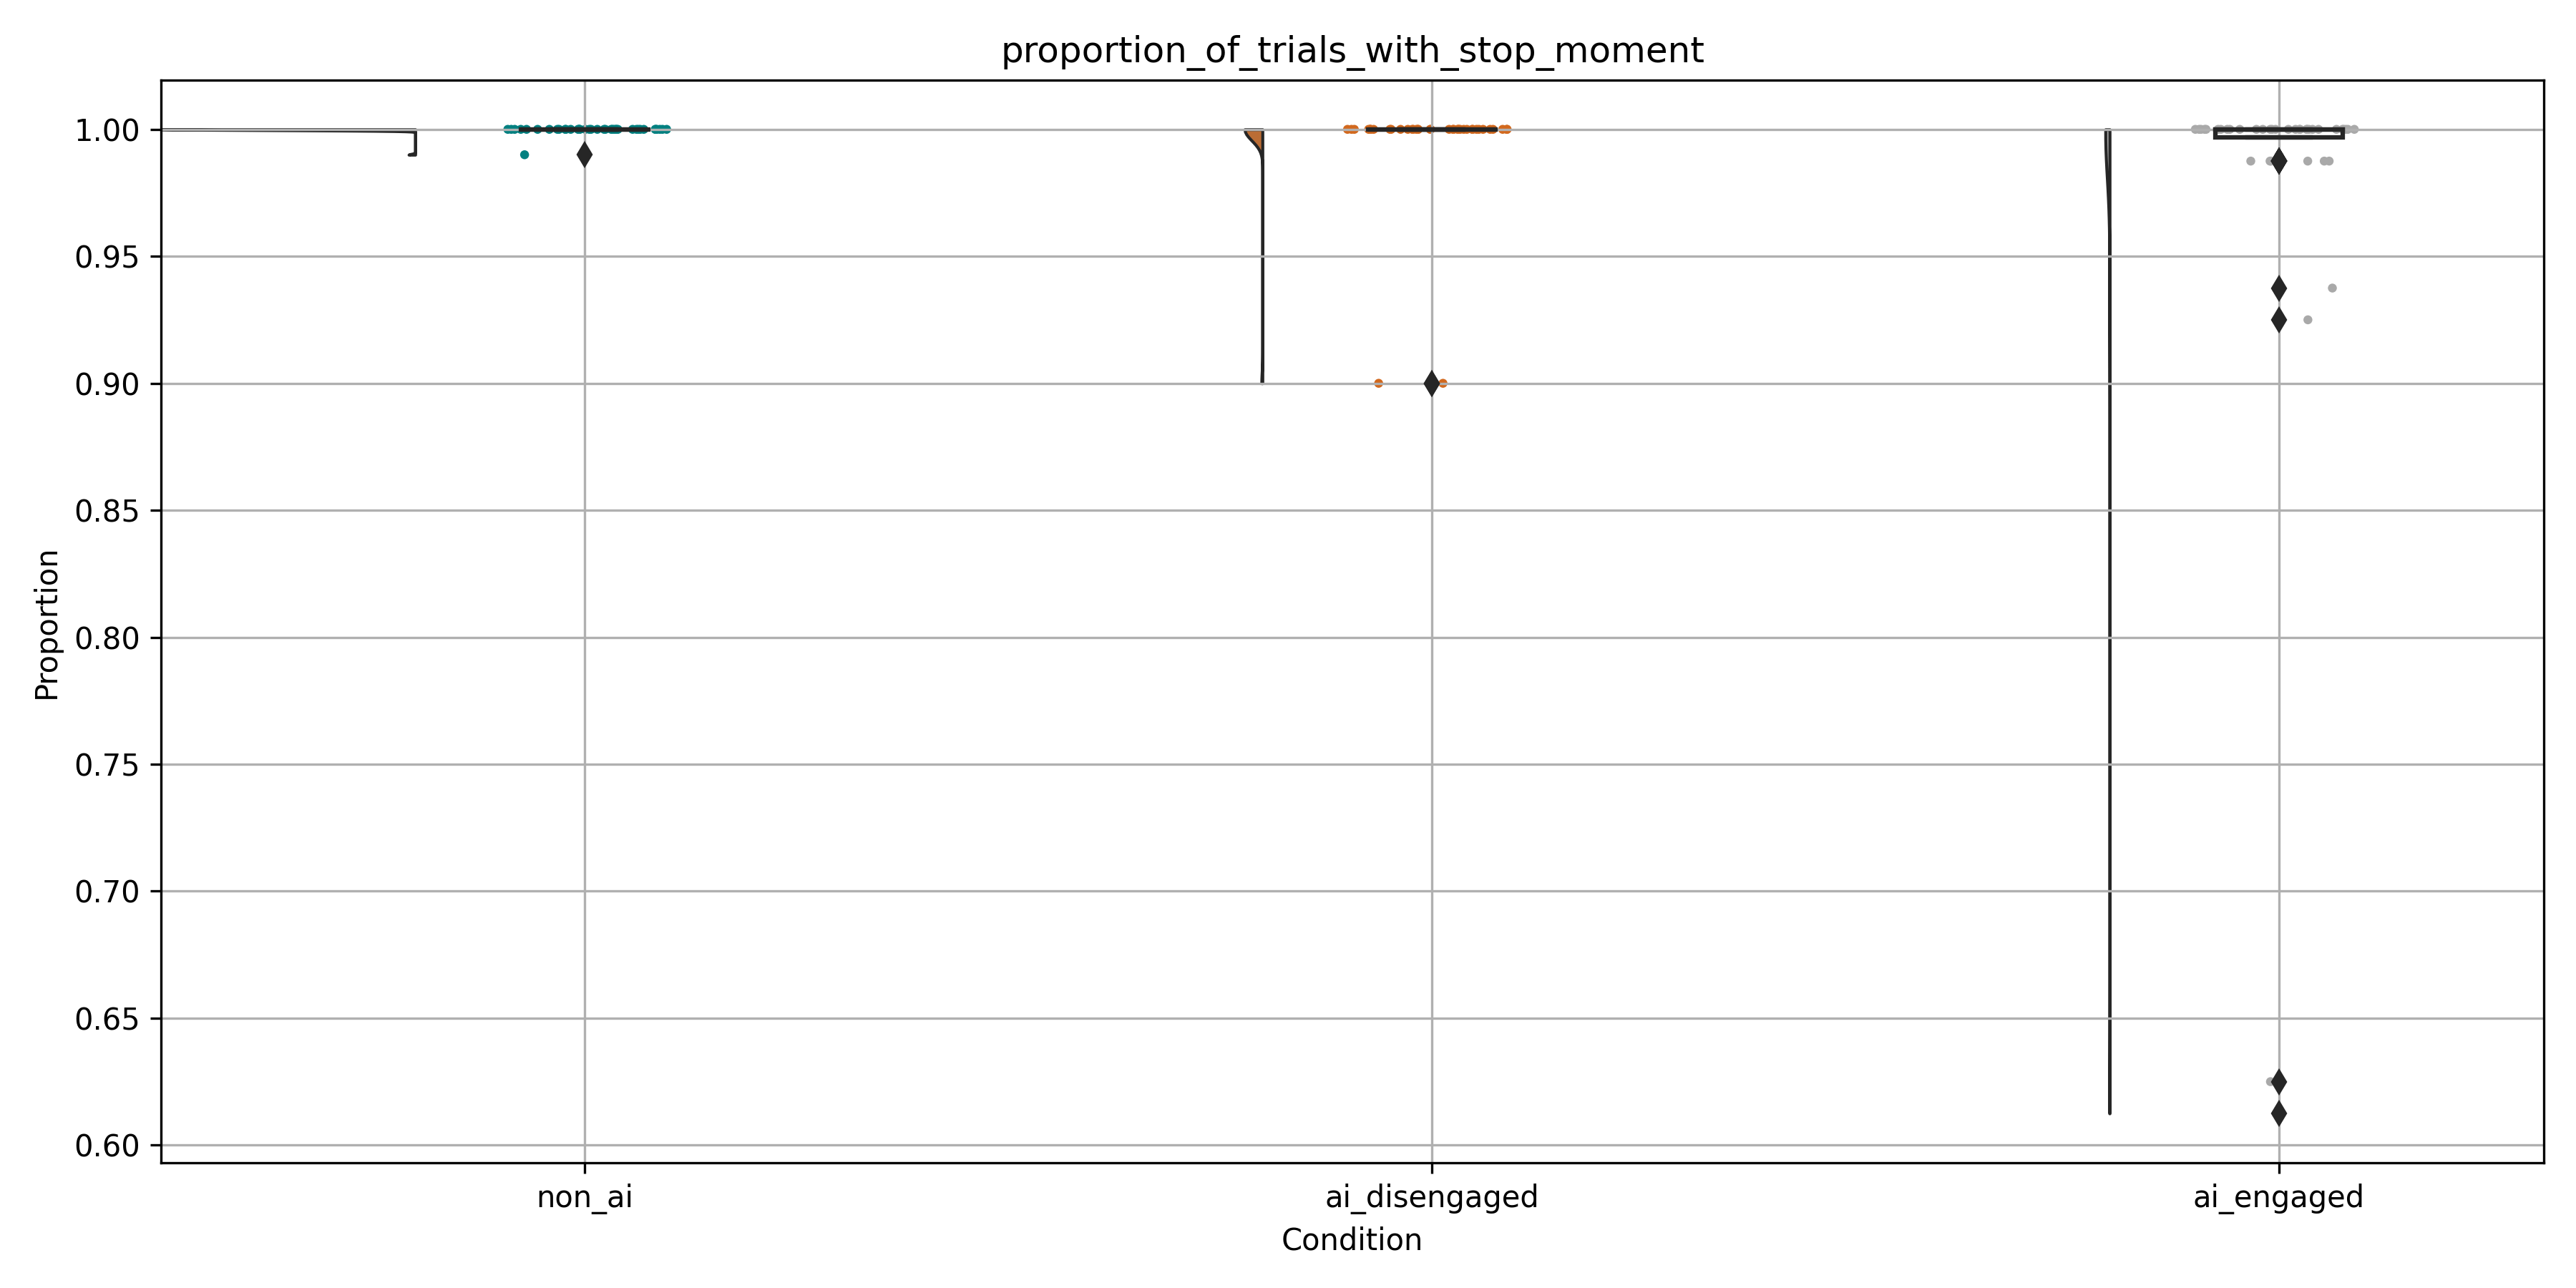 proportion_of_trials_with_stop_moment
1.00
0.95
0.90
0.85
0.80
0.75
0.70
0.65
0.60
Proportion
non_ai
ai_disengaged
ai_engaged
Condition